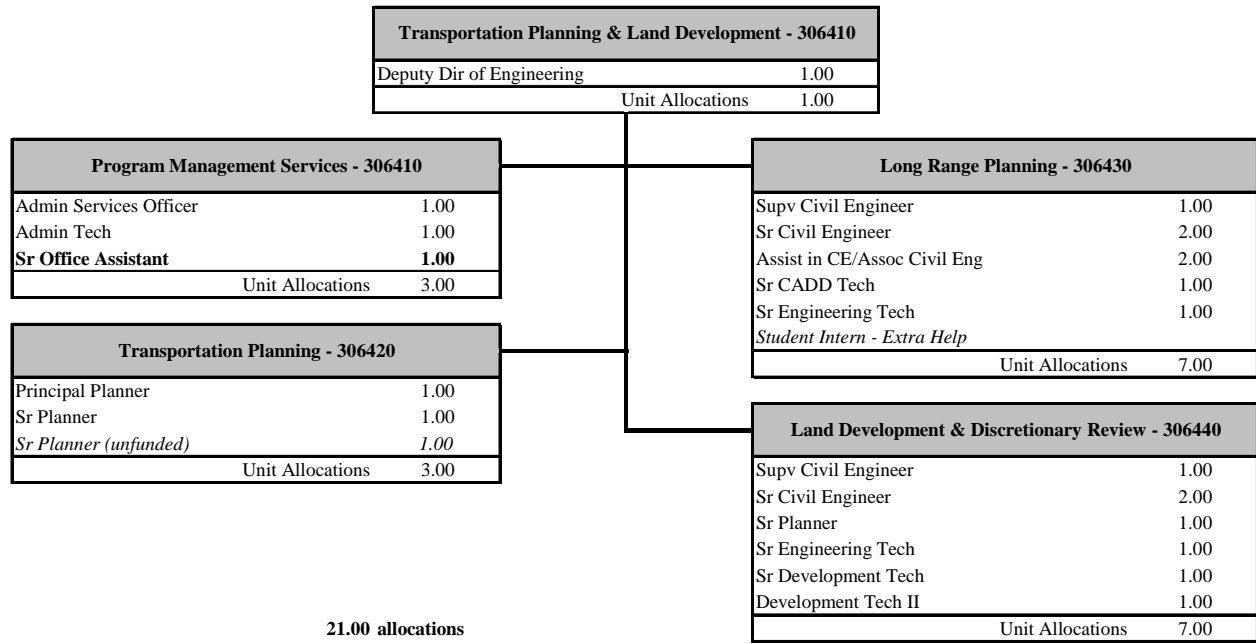 Transportation Planning & Land Development - 306410
Deputy Dir of Engineering 1.00
Unit Allocations 1.00
Program Management Services - 306410
Admin Services Officer 1.00
Admin Tech 1.00
Sr Office Assistant 1.00
Unit Allocations 3.00
Transportation Planning - 306420
Principal Planner 1.00
Sr Planner 1.00
Sr Planner (unfunded) 1.00
Unit Allocations 3.00
Long Range Planning - 306430
Supv Civil Engineer 1.00
Sr Civil Engineer 2.00
Assist in CE/Assoc Civil Eng 2.00
Sr CADD Tech 1.00
Sr Engineering Tech 1.00
Student Intern - Extra Help
Unit Allocations 7.00
Land Development & Discretionary Review - 306440
Supv Civil Engineer 1.00
Sr Civil Engineer 2.00
Sr Planner 1.00
Sr Engineering Tech 1.00
Sr Development Tech 1.00
Development Tech II 1.00
Unit Allocations 7.00
21.00 allocations